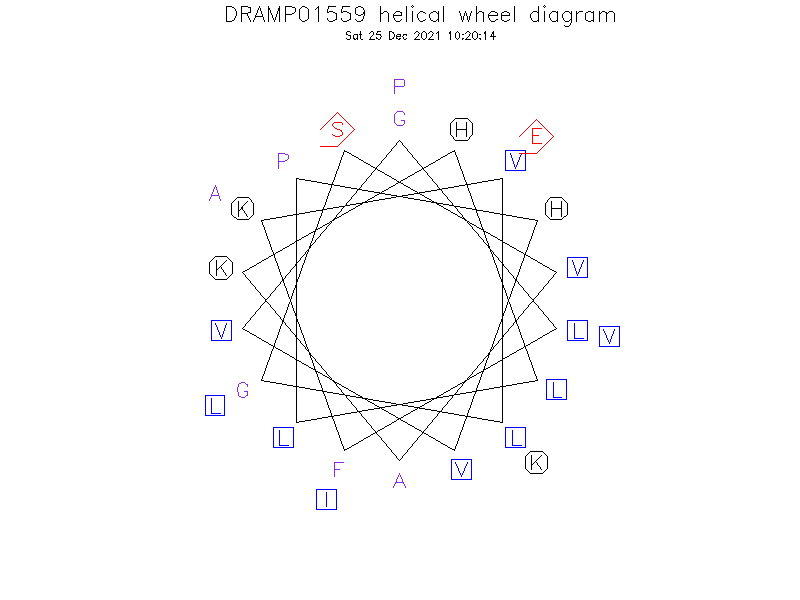 DRAMP01559 helical wheel diagram
Sat 25 Dec 2021 10:20:14
P
G
S
H
E
P
V
A
K
H
K
V
V
L
V
G
L
L
L
L
F
V
K
A
I